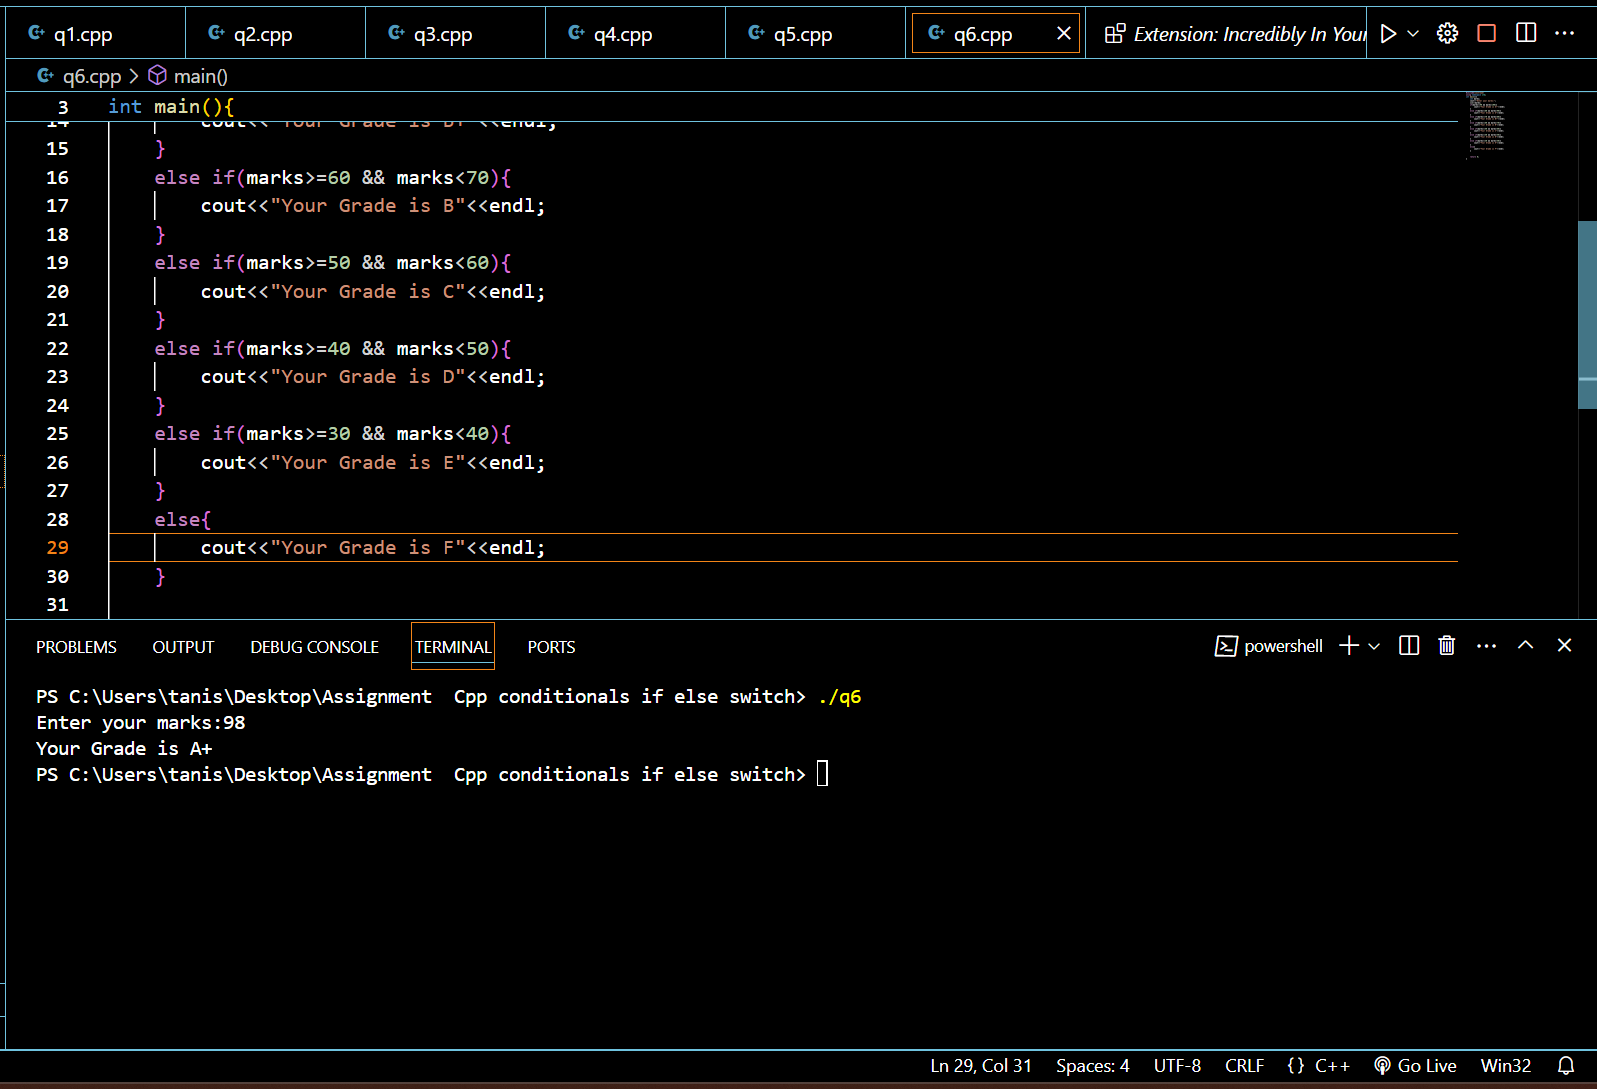 q1.cpp q2.cpp q3.cpp q4.cpp q5.cpp q6.cpp Extension: Incredibly In Your
q6.cpp > main()
3 int main(){
14 cout<<"Your Grade is B+"<<endl;
15 }
16 else if(marks>=60 && marks<70){
17 cout<<"Your Grade is B"<<endl;
18 }
19 else if(marks>=50 && marks<60){
20 cout<<"Your Grade is C"<<endl;
21 }
22 else if(marks>=40 && marks<50){
23 cout<<"Your Grade is D"<<endl;
24 }
25 else if(marks>=30 && marks<40){
26 cout<<"Your Grade is E"<<endl;
27 }
28 else{
29 cout<<"Your Grade is F"<<endl;
30 }
31
PROBLEMS OUTPUT DEBUG CONSOLE TERMINAL PORTS powershell
PS C:\Users\tanis\Desktop\Assignment  Cpp conditionals if else switch> ./q6
Enter your marks:98
Your Grade is A+
PS C:\Users\tanis\Desktop\Assignment  Cpp conditionals if else switch>
Ln 29, Col 31 Spaces: 4 UTF-8 CRLF {} C++ Go Live Win32